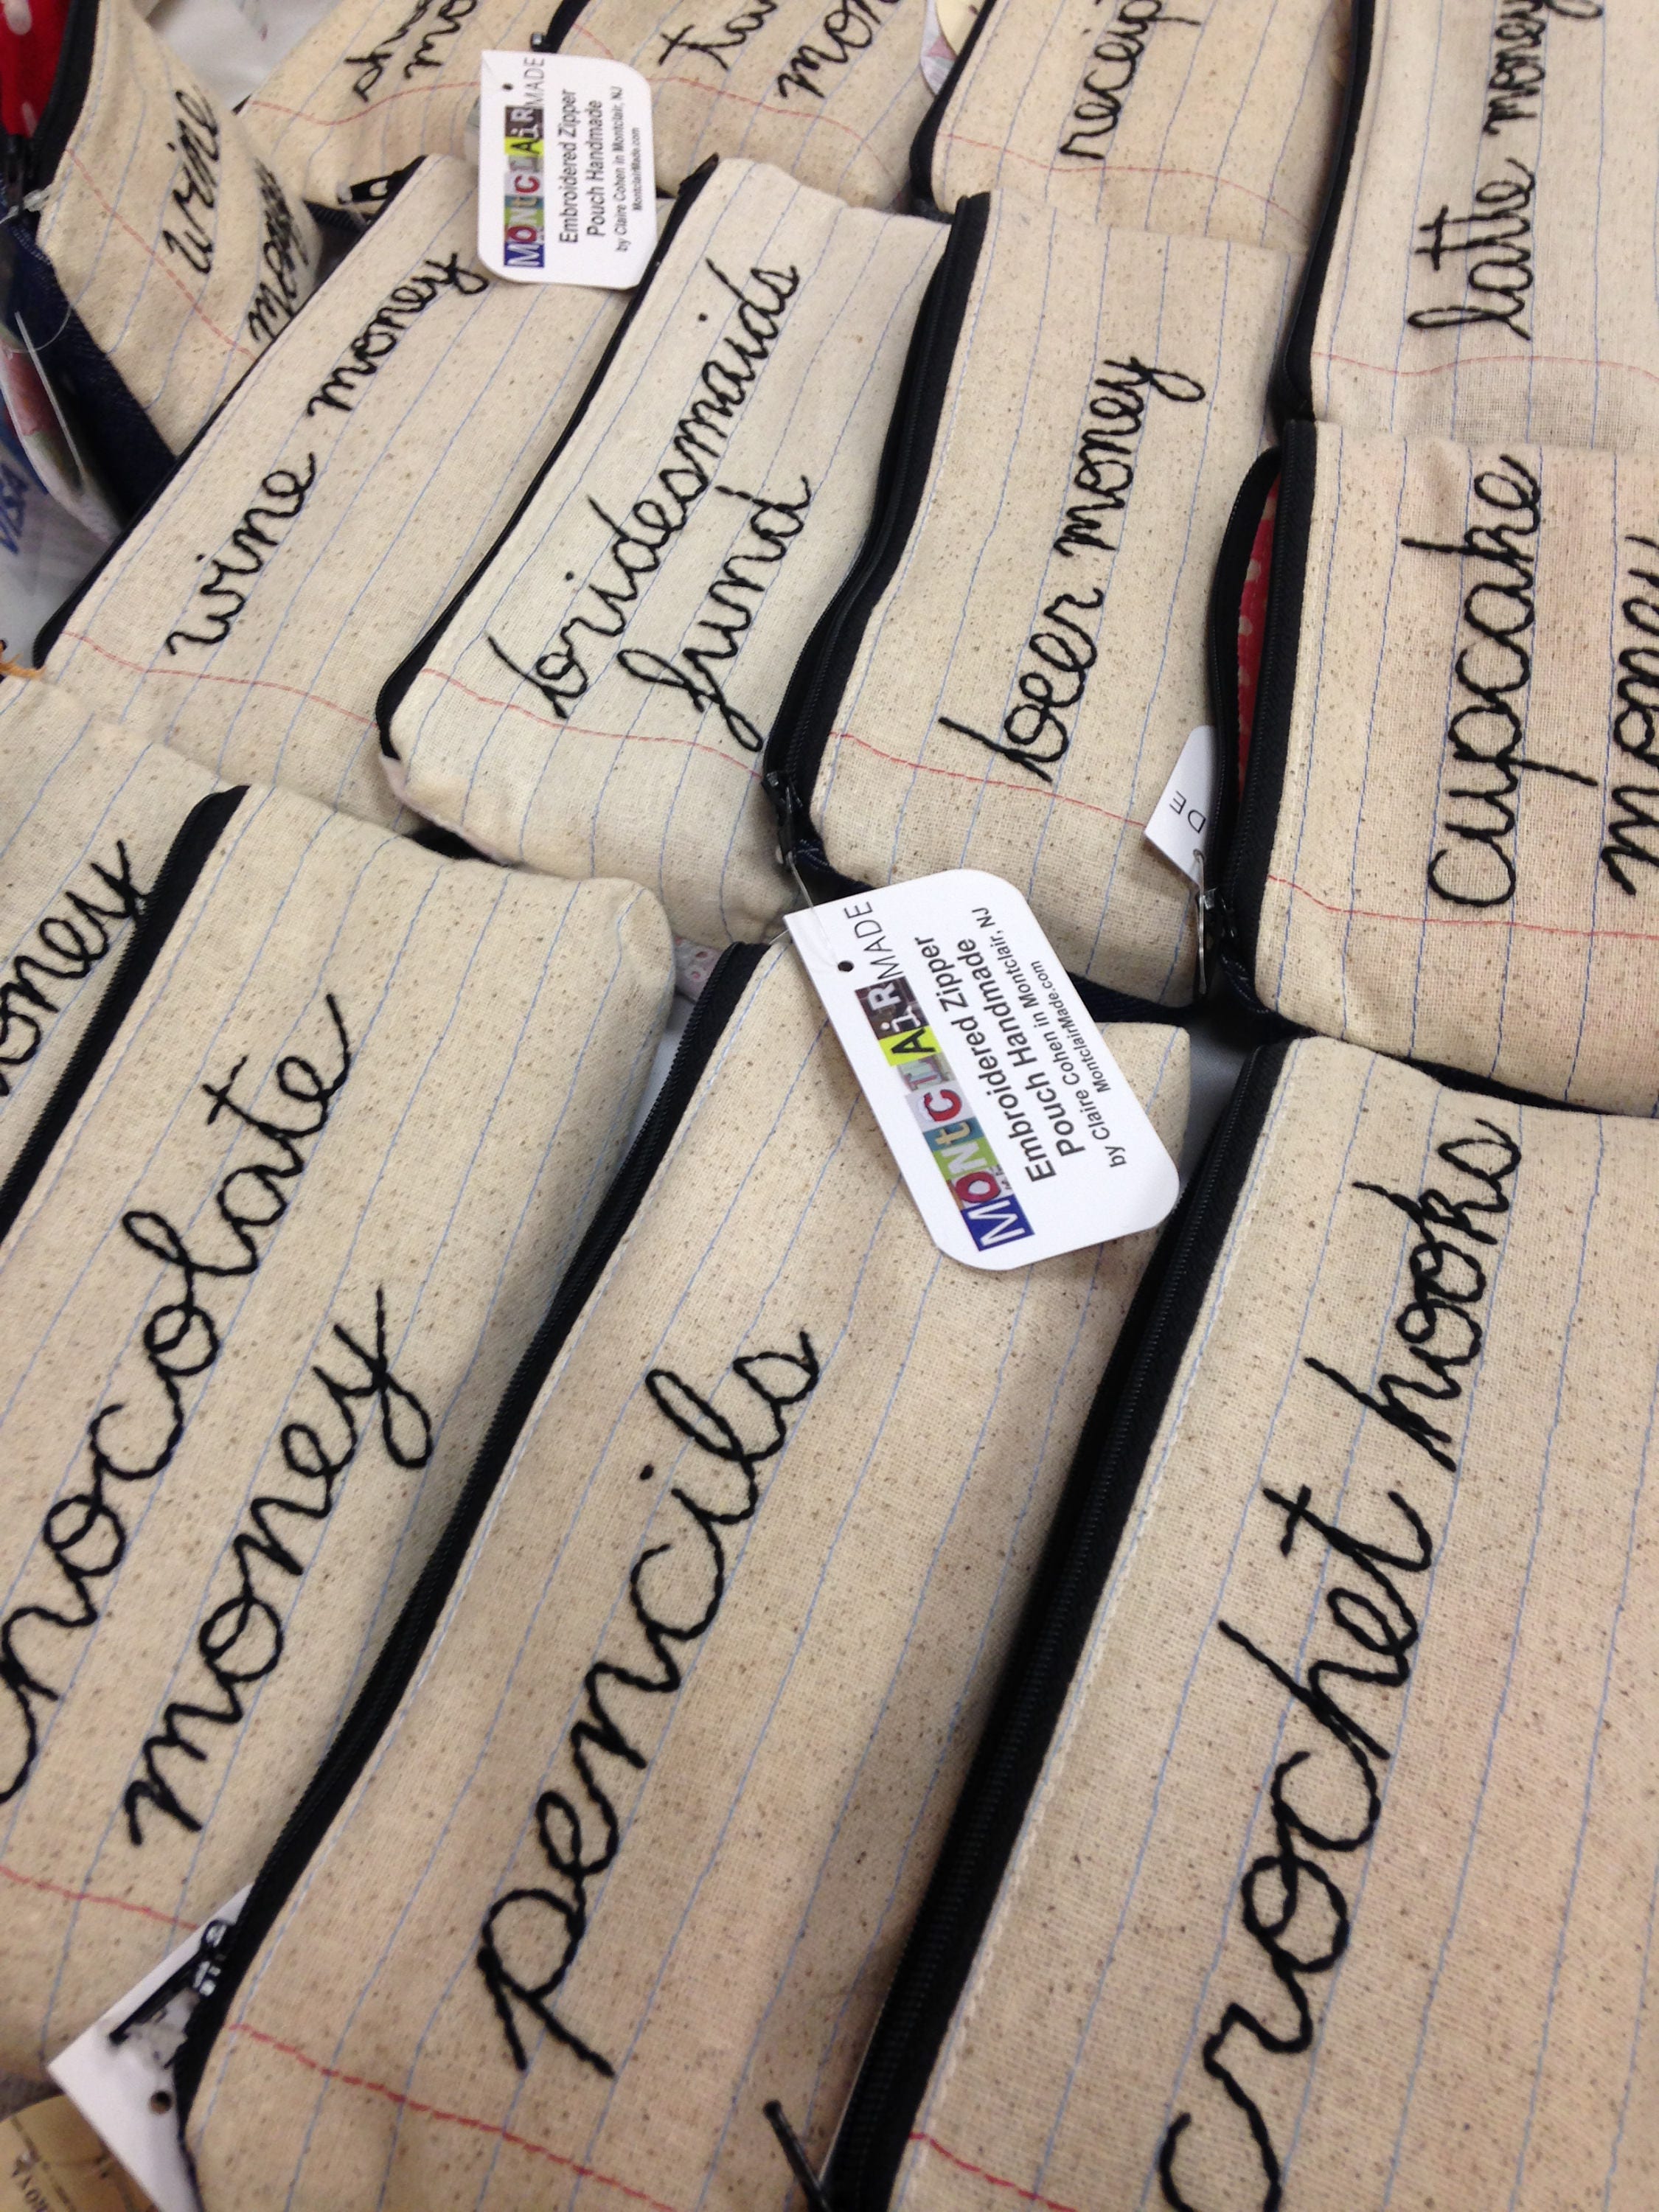 wine
money
MONtCLAiR MADE
Embroidered Zipper
Pouch Handmade
by Claire Cohen in Montclair, NJ
MontclairMade.com
latte money
wine money
bridesmaids
fund
beer money
cupcake
DE
chocolate
money
MONtCLAiR MADE
Embroidered Zipper
Pouch Handmade
by Claire Cohen in Montclair, NJ
MontclairMade.com
pencils
crochet hooks
VISA